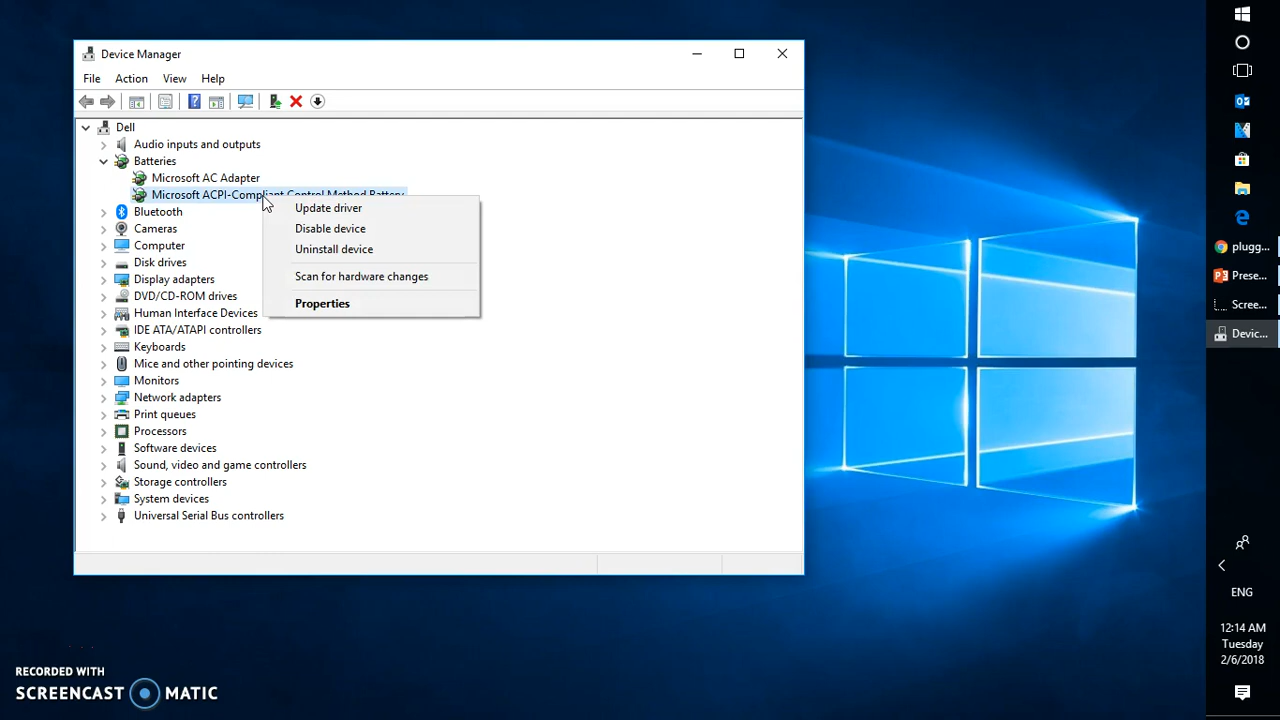 Device Manager
File Action View Help
Dell
Audio inputs and outputs
Batteries
Microsoft AC Adapter
Microsoft ACPI-Compliant Control Method Battery
Update driver
Disable device
Uninstall device
Scan for hardware changes
Properties
Bluetooth
Cameras
Computer
Disk drives
Display adapters
DVD/CD-ROM drives
Human Interface Devices
IDE ATA/ATAPI controllers
Keyboards
Mice and other pointing devices
Monitors
Network adapters
Print queues
Processors
Software devices
Sound, video and game controllers
Storage controllers
System devices
Universal Serial Bus controllers
plugg...
Prese...
Scree...
Devic...
ENG
12:14 AM
Tuesday
2/6/2018
RECORDED WITH
SCREENCAST MATIC